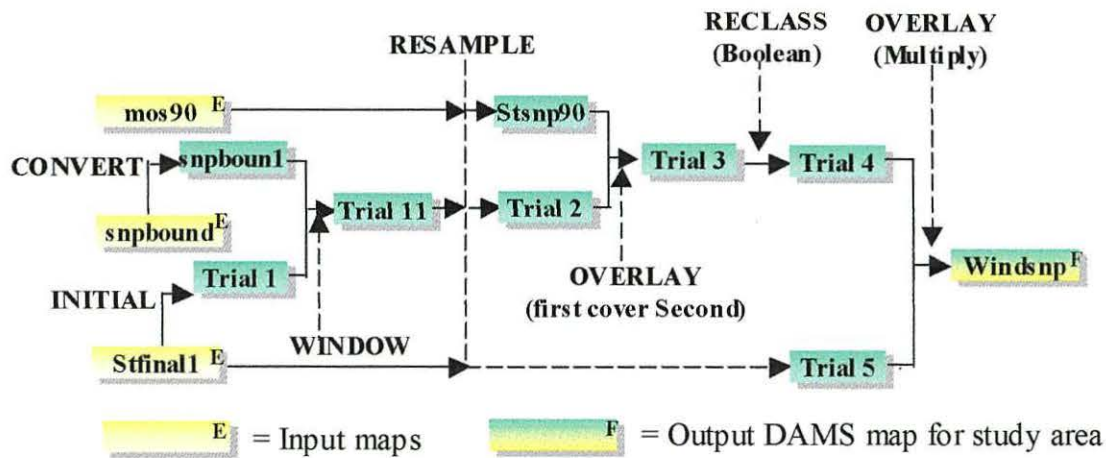 RECLASS
(Boolean)
OVERLAY
(Multiply)
RESAMPLE
mos90 E
Stsnp90
CONVERT
snpboun1
Trial 3
Trial 4
snpbound E
Trial 11
Trial 2
INITIAL
Trial 1
OVERLAY
(first cover Second)
Windsnp F
Stfinal1 E
WINDOW
Trial 5
E = Input maps
F = Output DAMS map for study area